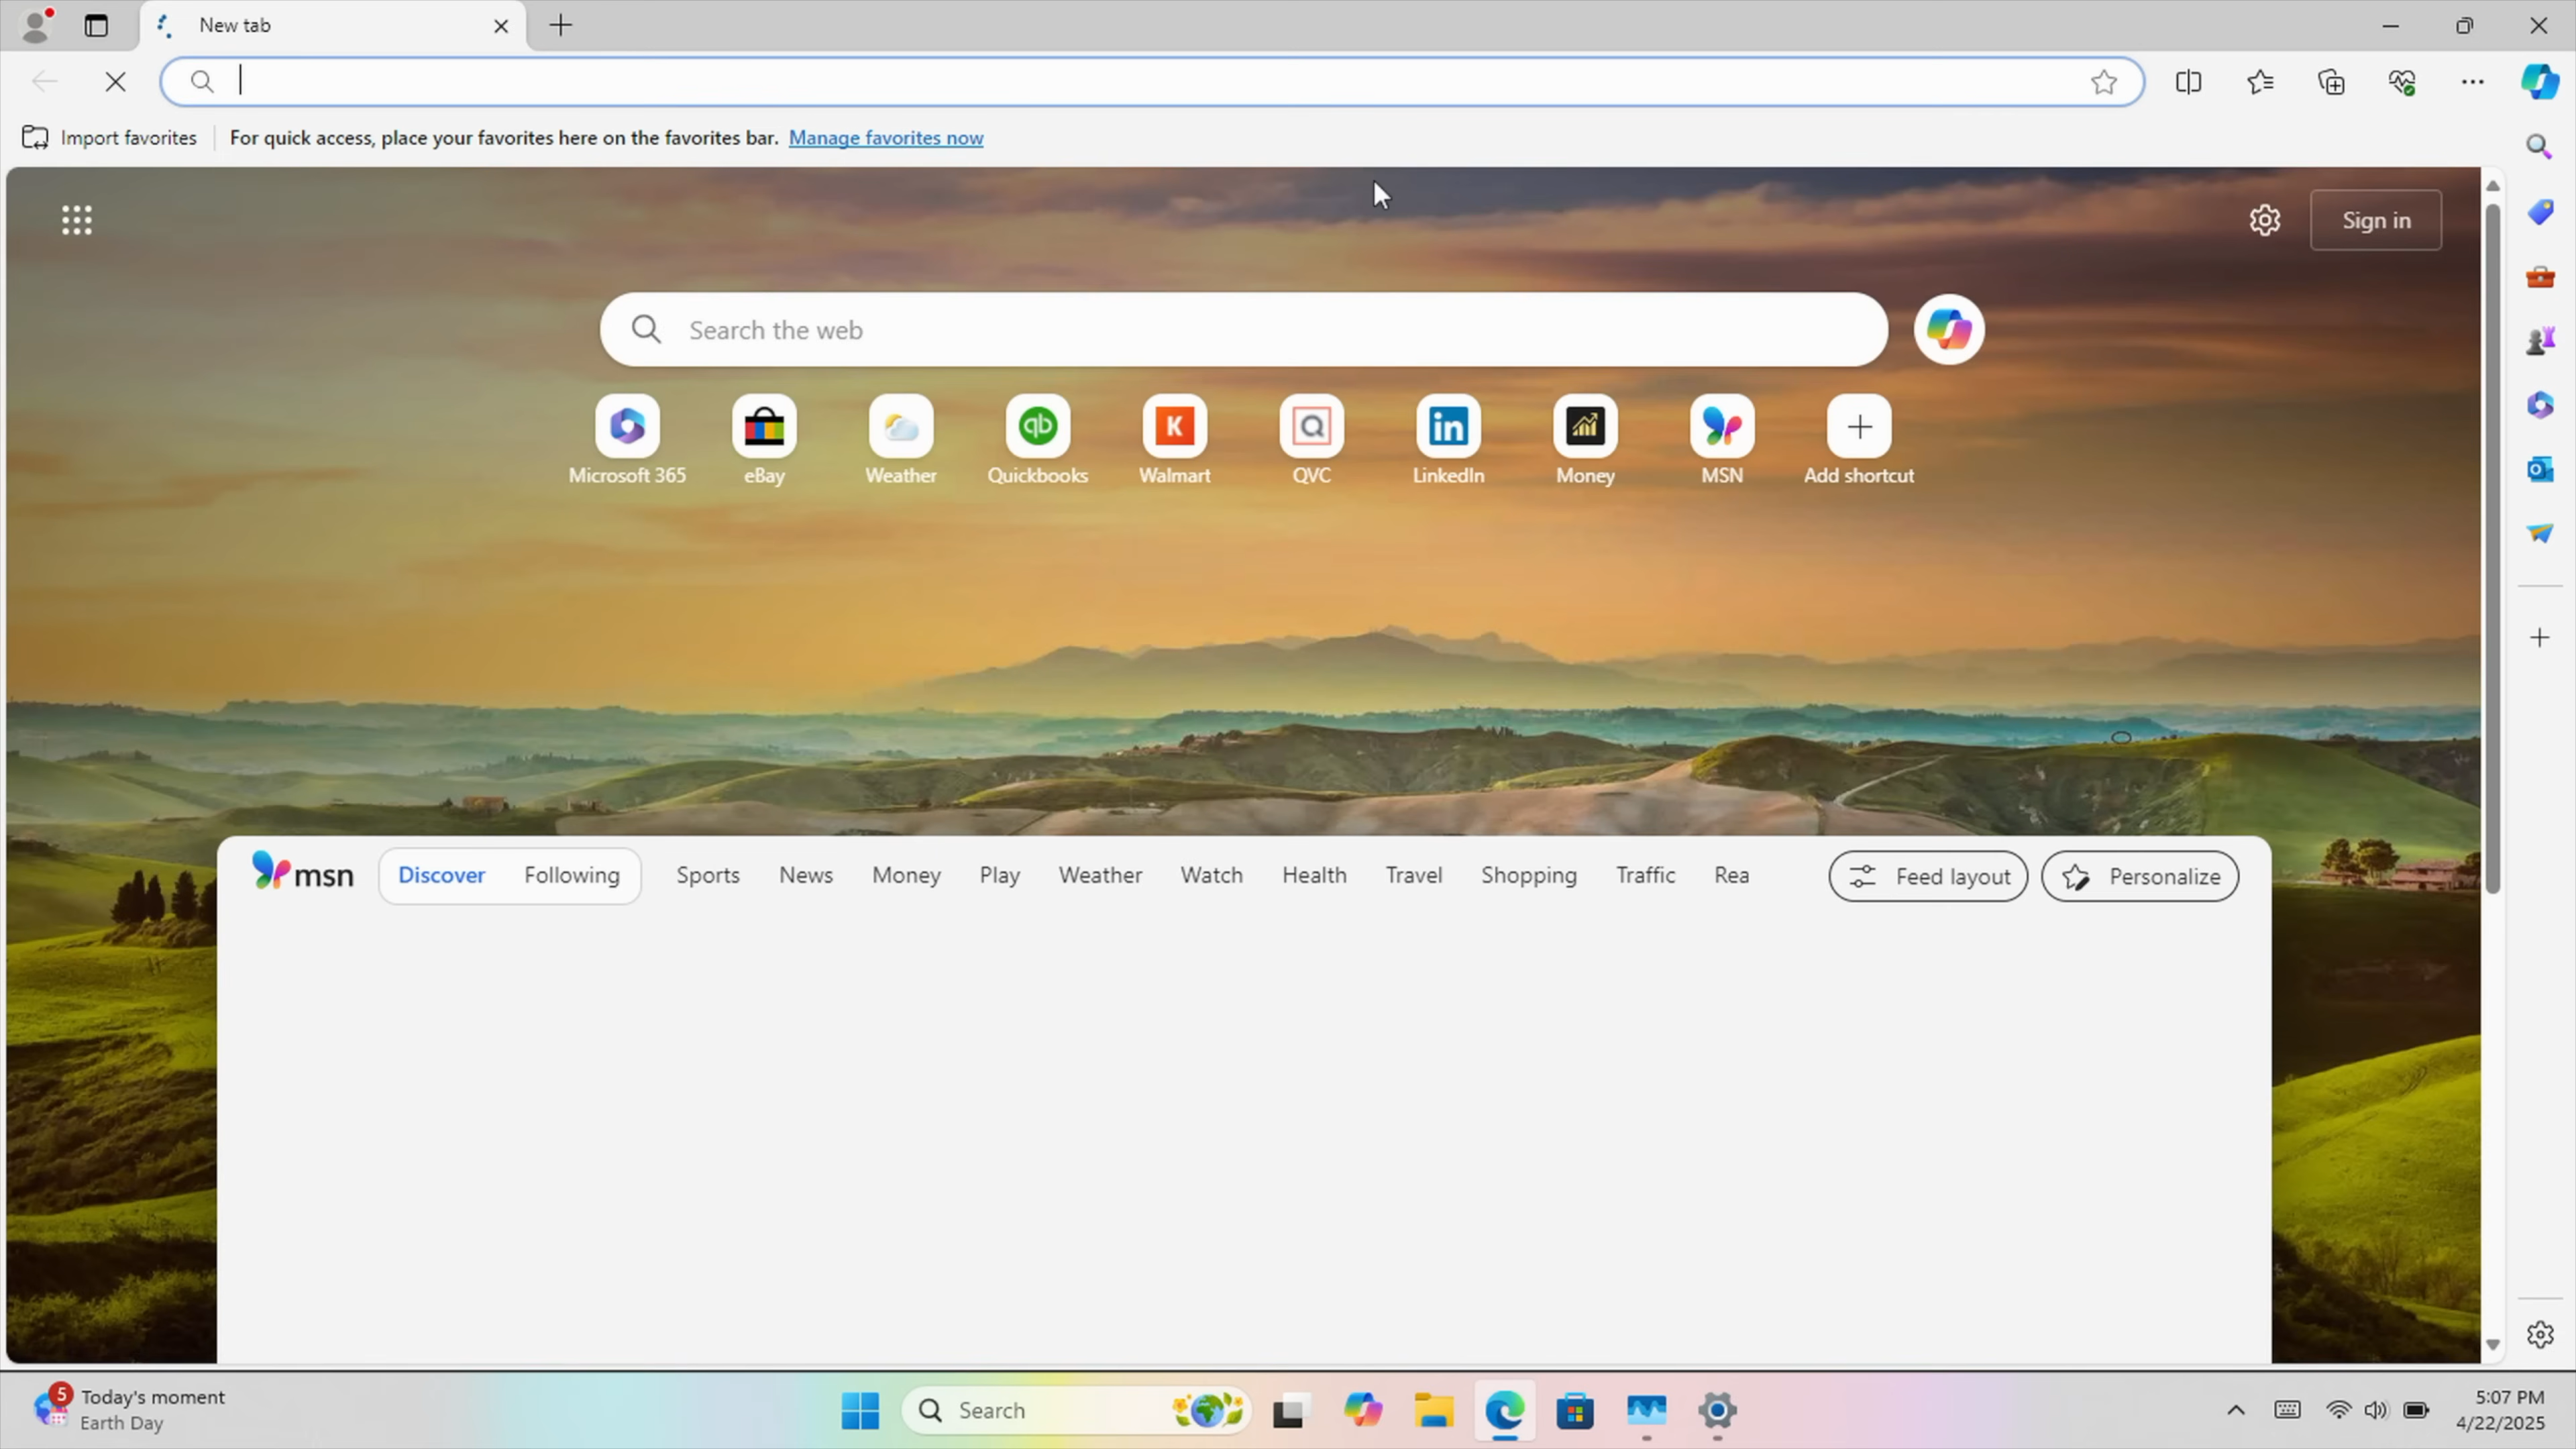 New tab
Import favorites For quick access, place your favorites here on the favorites bar. Manage favorites now
Sign in
Search the web
Microsoft 365 eBay Weather Quickbooks Walmart QVC LinkedIn Money MSN Add shortcut
msn Discover Following Sports News Money Play Weather Watch Health Travel Shopping Traffic Rea Feed layout Personalize
5 Today's moment
Earth Day
Search
5:07 PM
4/22/2025